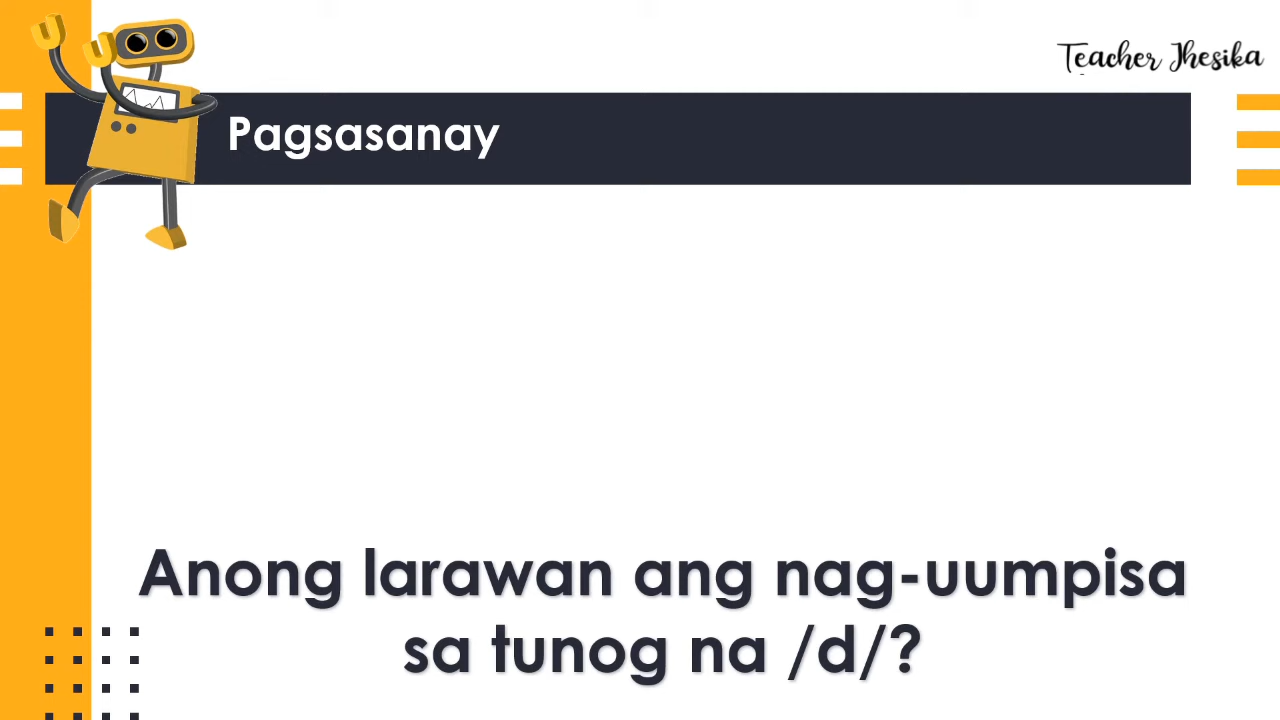 Teacher Jhesika
Pagsasanay
Anong larawan ang nag-uumpisa
sa tunog na /d/?